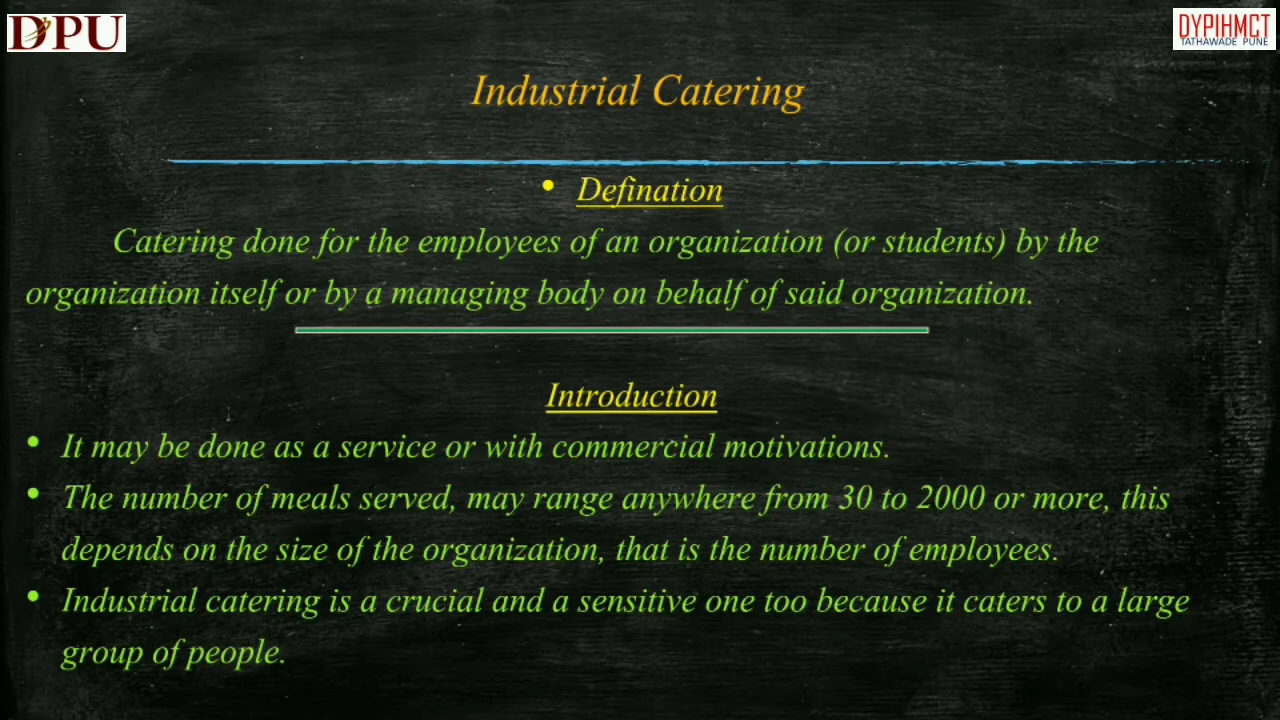 DPU
DYPIHMCT
TATHAWADE PUNE
Industrial Catering
• Defination
Catering done for the employees of an organization (or students) by the
organization itself or by a managing body on behalf of said organization.
Introduction
• It may be done as a service or with commercial motivations.
• The number of meals served, may range anywhere from 30 to 2000 or more, this
depends on the size of the organization, that is the number of employees.
• Industrial catering is a crucial and a sensitive one too because it caters to a large
group of people.